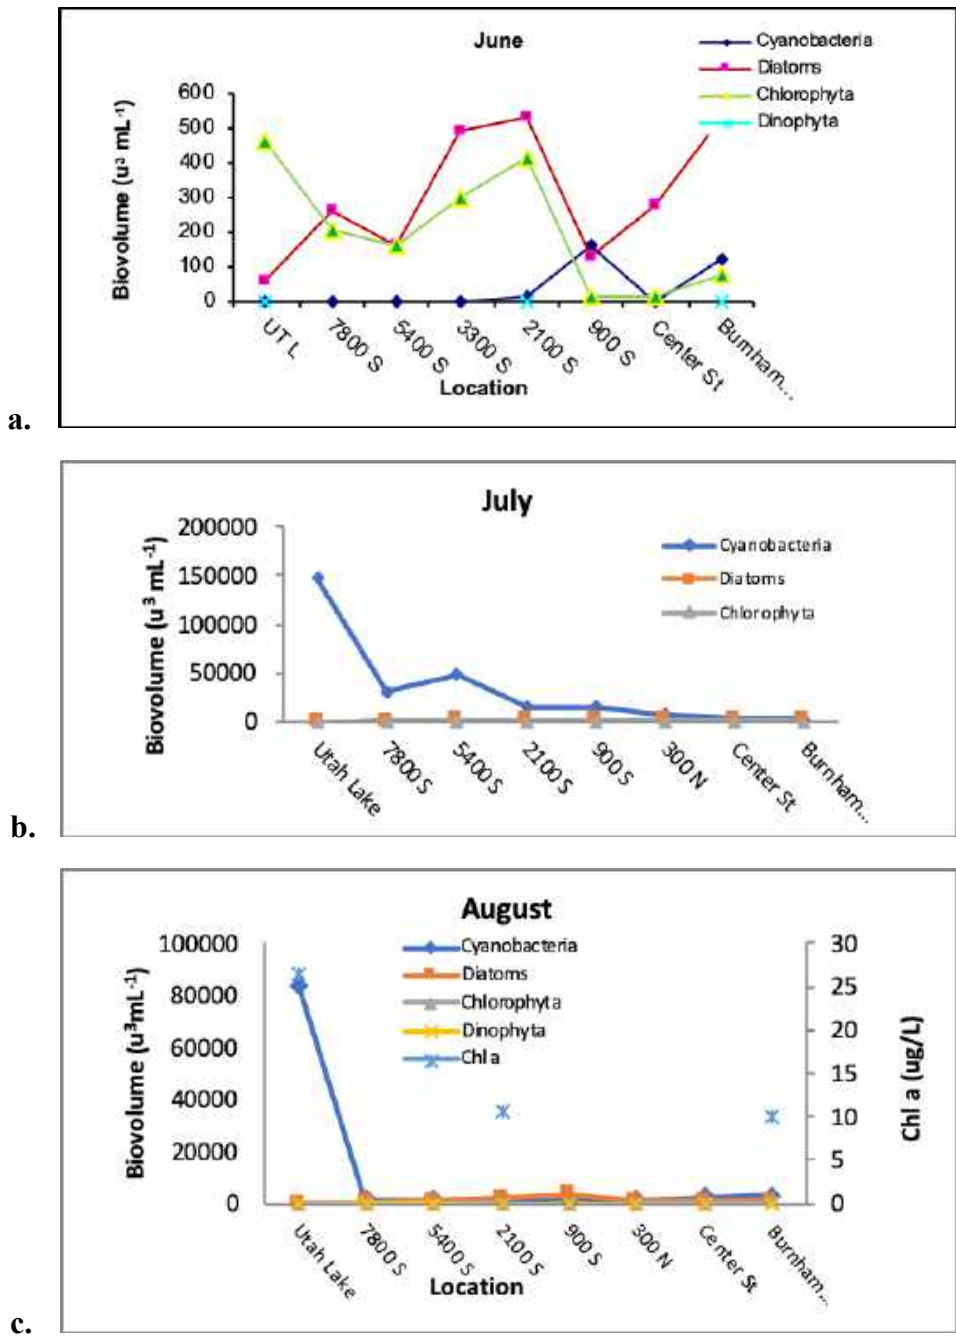 June
Cyanobacteria
Diatoms
Chlorophyta
Dinophyta
Biovolume (u³ mL⁻¹)
600
500
400
300
200
100
0
UT L
7800 S
5400 S
3300 S
2100 S
900 S
Center St
Burnham...
Location
a.
July
Cyanobacteria
Diatoms
Chlorophyta
Biovolume (u³ mL⁻¹)
200000
150000
100000
50000
0
Utah Lake
7800 S
5400 S
2100 S
900 S
300 N
Center St
Burnham...
b.
August
Cyanobacteria
Diatoms
Chlorophyta
Dinophyta
Chl a
Biovolume (u³mL⁻¹)
100000
80000
60000
40000
20000
0
30
25
20
15
10
5
0
Chl a (ug/L)
Utah Lake
7800 S
5400 S
2100 S
900 S
300 N
Center St
Burnham...
Location
c.